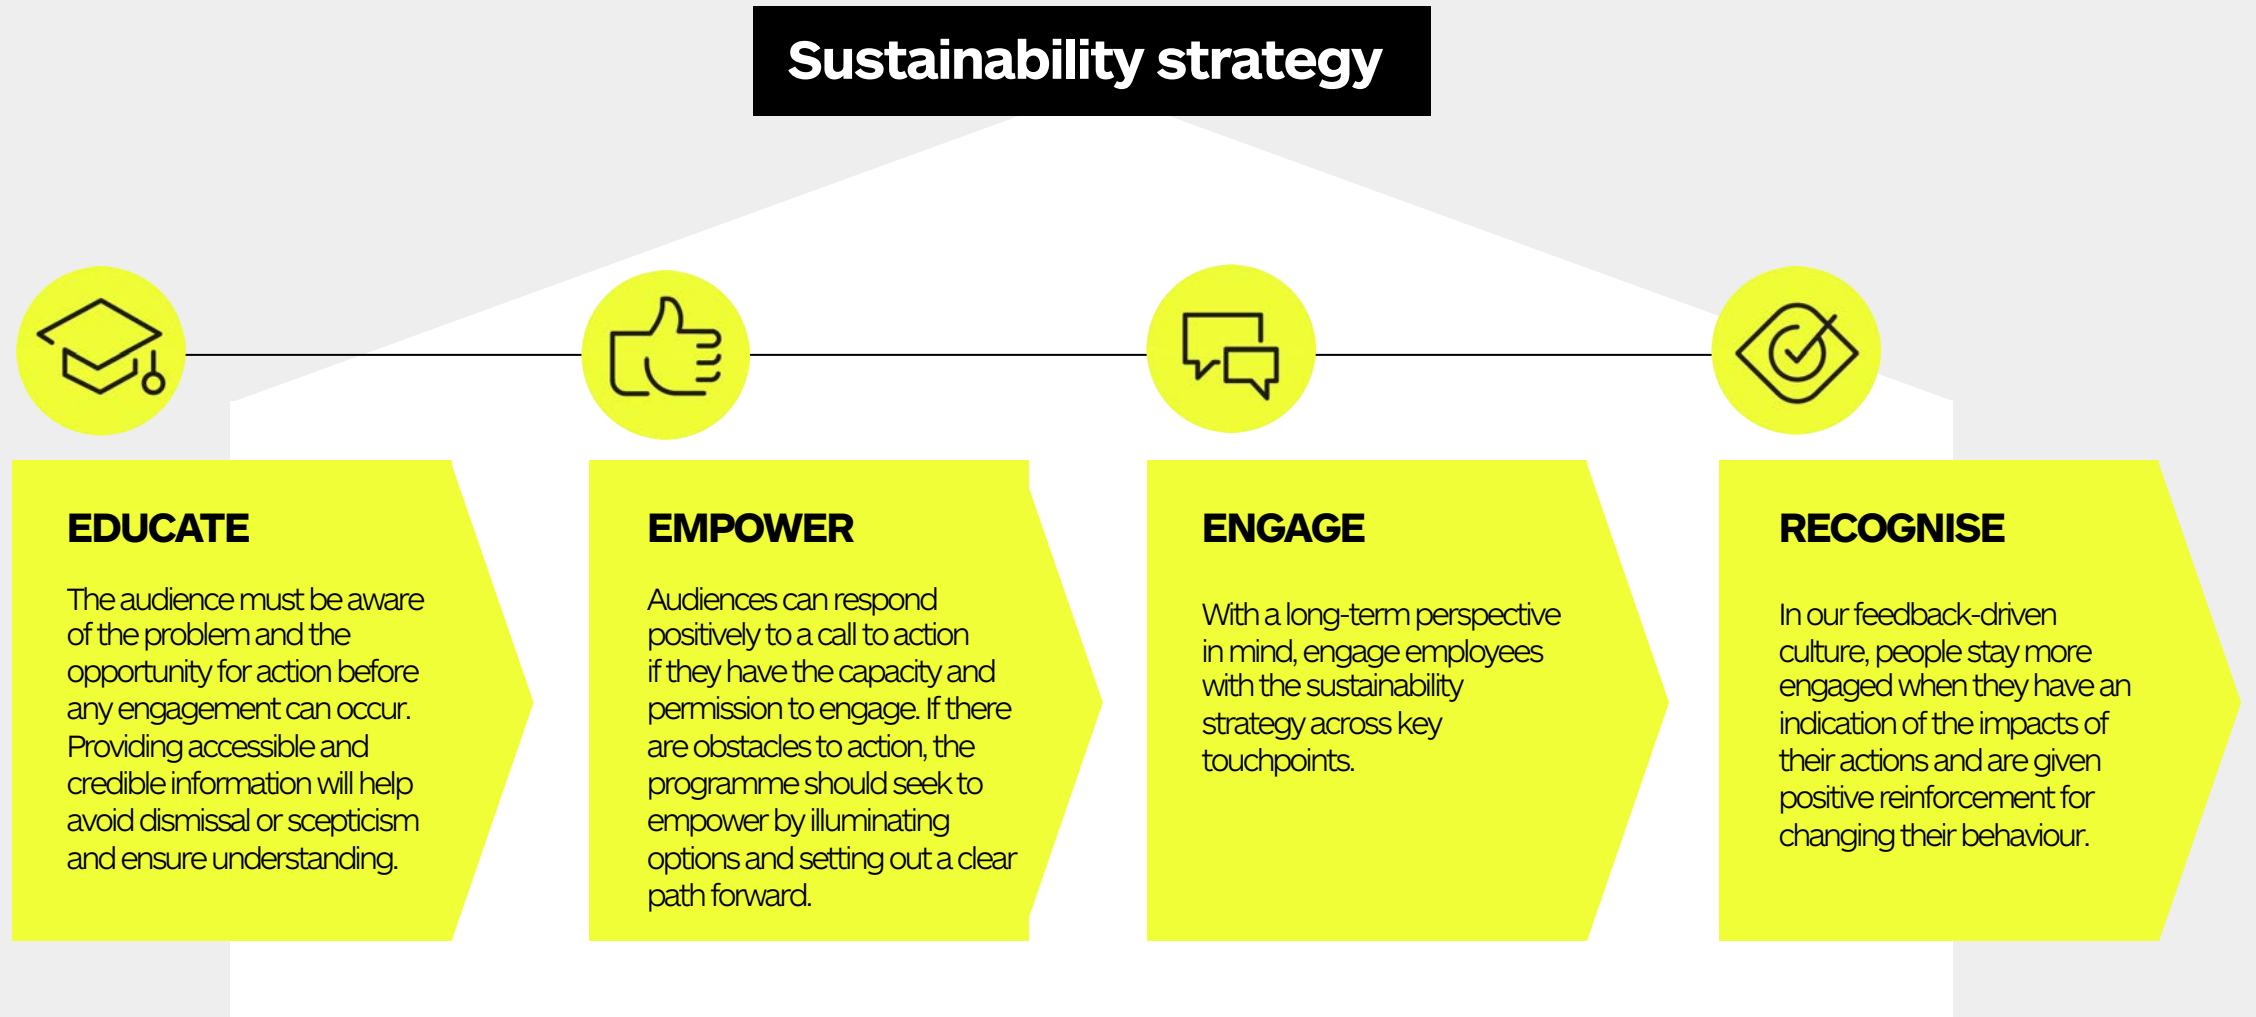 Sustainability strategy
EDUCATE
The audience must be aware
of the problem and the
opportunity for action before
any engagement can occur.
Providing accessible and
credible information will help
avoid dismissal or scepticism
and ensure understanding.
EMPOWER
Audiences can respond
positively to a call to action
if they have the capacity and
permission to engage. If there
are obstacles to action, the
programme should seek to
empower by illuminating
options and setting out a clear
path forward.
ENGAGE
With a long-term perspective
in mind, engage employees
with the sustainability
strategy across key
touchpoints.
RECOGNISE
In our feedback-driven
culture, people stay more
engaged when they have an
indication of the impacts of
their actions and are given
positive reinforcement for
changing their behaviour.